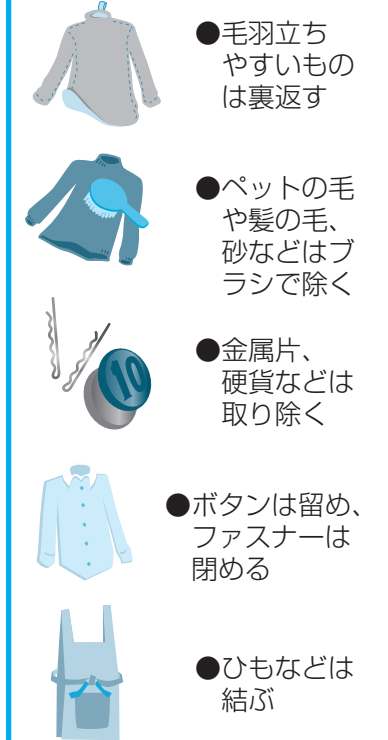 ●毛羽立ち
やすいもの
は裏返す
●ペットの毛
や髪の毛、
砂などはブ
ラシで除く
10
●金属片、
硬貨などは
取り除く
●ボタンは留め、
ファスナーは
閉める
●ひもなどは
結ぶ